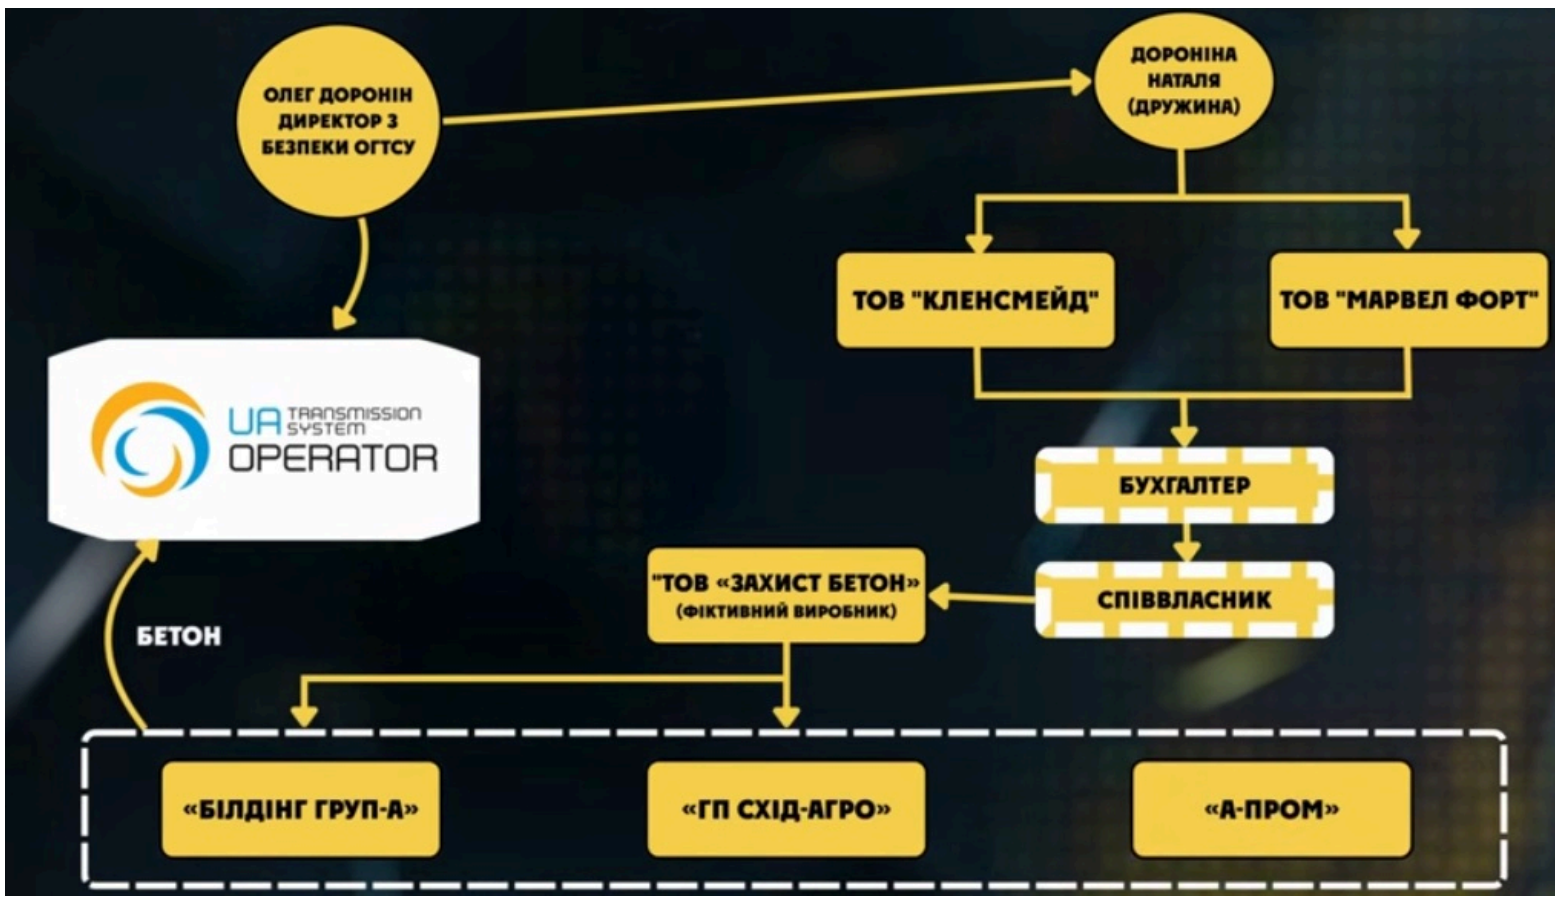 ОЛЕГ ДОРОНІН
ДИРЕКТОР З
БЕЗПЕКИ ОГТСУ
ДОРОНІНА
НАТАЛЯ
(ДРУЖИНА)
ТОВ "КЛЕНСМЕЙД"
ТОВ "МАРВЕЛ ФОРТ"
UA TRANSMISSION
SYSTEM
OPERATOR
БУХГАЛТЕР
"ТОВ «ЗАХИСТ БЕТОН»
(ФІКТИВНИЙ ВИРОБНИК)
СПІВВЛАСНИК
БЕТОН
«БІЛДІНГ ГРУП-А»
«ГП СХІД-АГРО»
«А-ПРОМ»